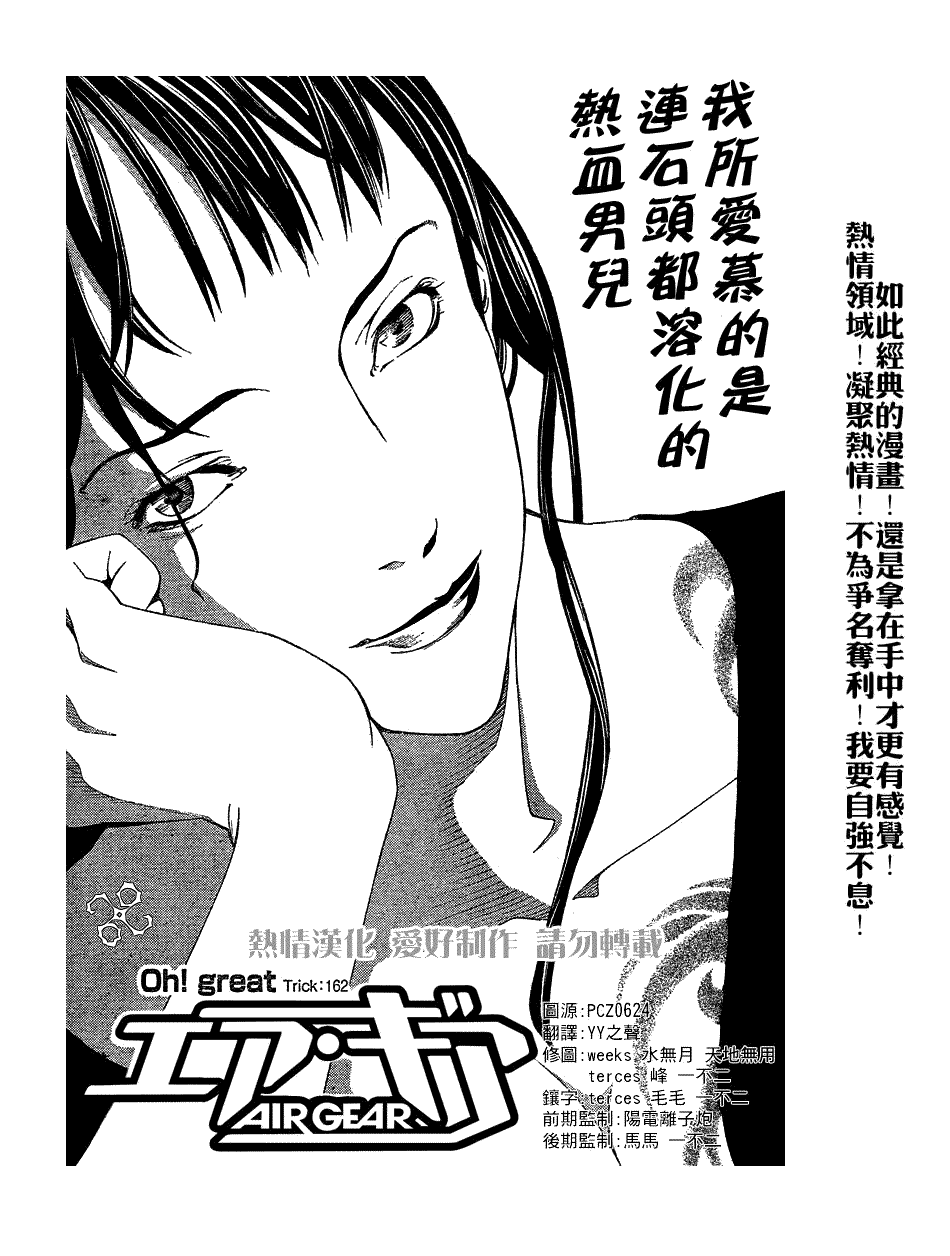 我所愛慕的是
連石頭都溶化的
熱血男兒
如此經典的漫畫！還是拿在手中才更有感覺！
熱情領域！凝聚熱情！不為爭名奪利！我要自強不息！
熱情漢化 愛好制作 請勿轉載
Oh! great Trick:162
エア・ギア
AIR GEAR
圖源:PCZ0624
翻譯:YY之聲
修圖:weeks 水無月 天地無用
terces 峰 一不二
鑲字:terces 毛毛 一不二
前期監制:陽電離子炮
後期監制:馬馬 一不二